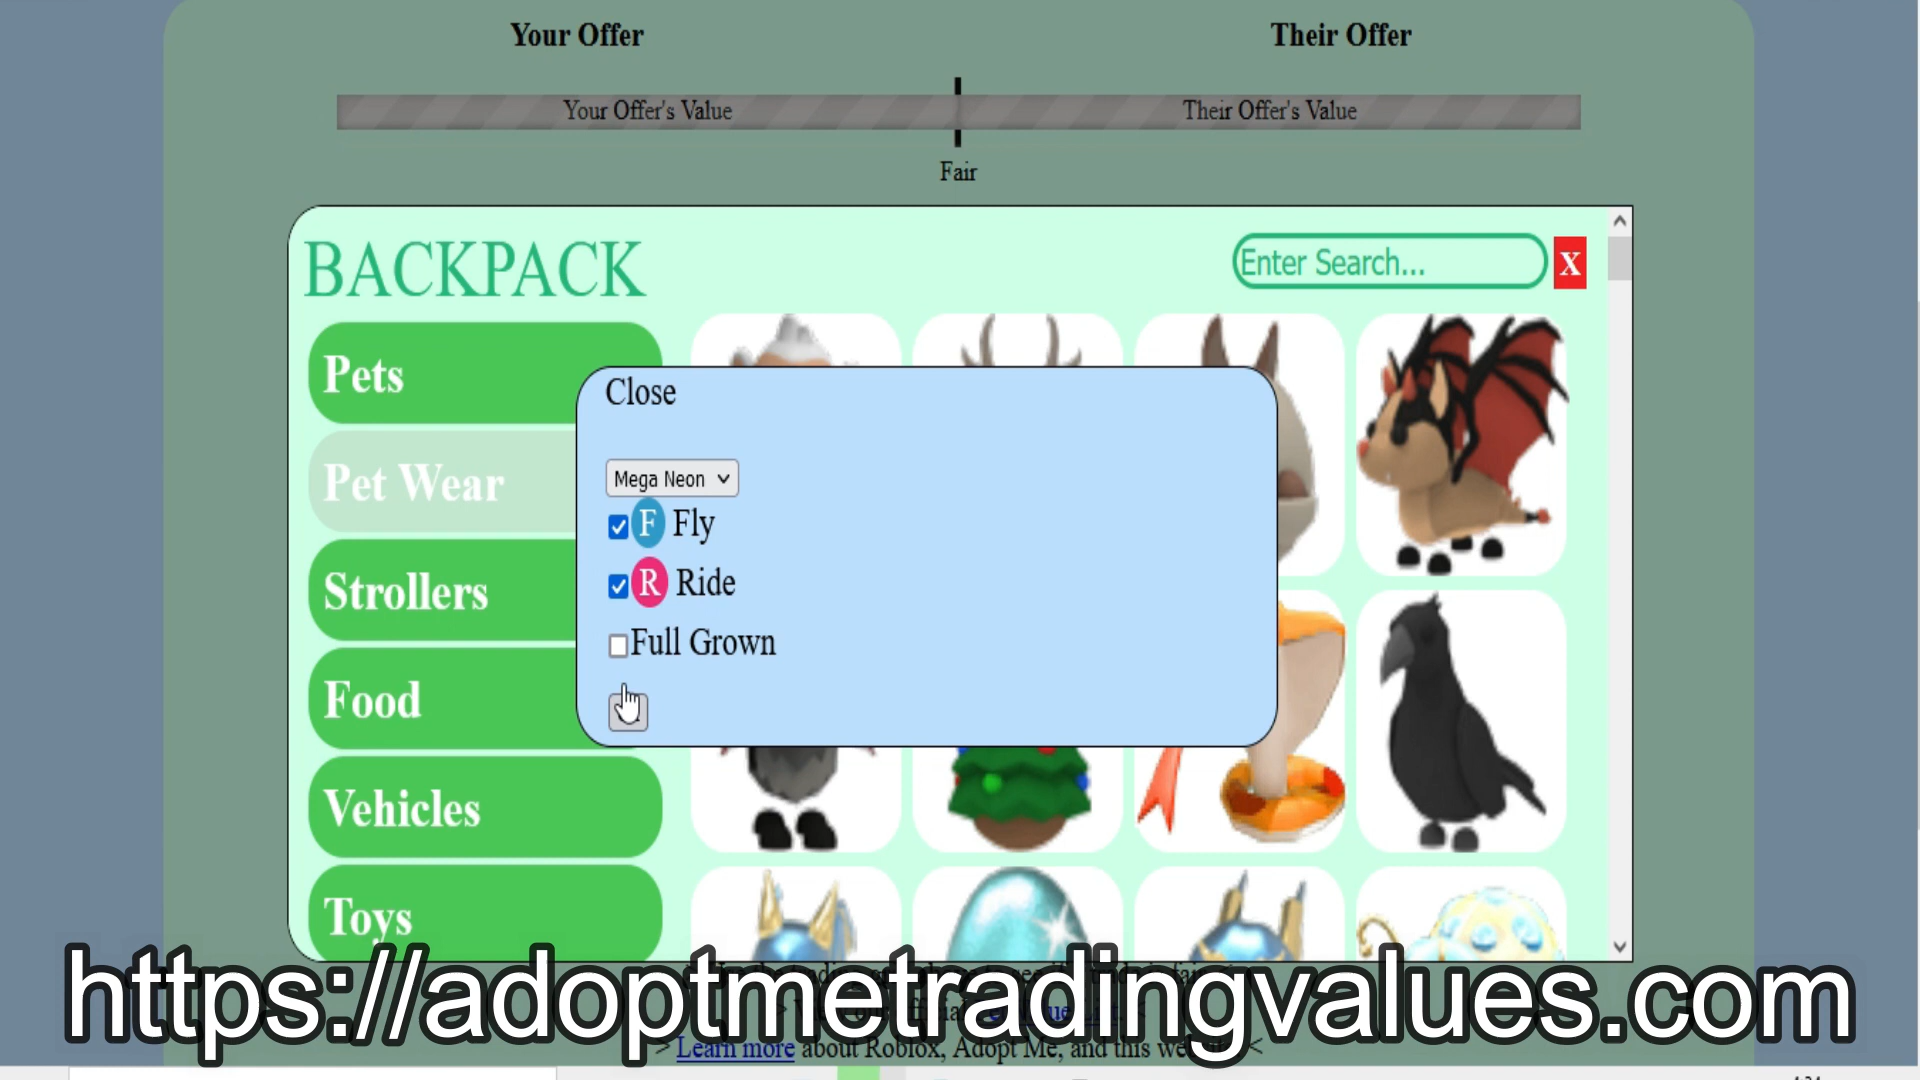 Your Offer
Their Offer
Your Offer's Value
Their Offer's Value
Fair
BACKPACK
Enter Search...
X
Pets
Close
Pet Wear
Mega Neon
F Fly
Strollers
R Ride
Full Grown
Food
Vehicles
Toys
https://adoptmetradingvalues.com
> Learn more about Roblox, Adopt Me, and this <